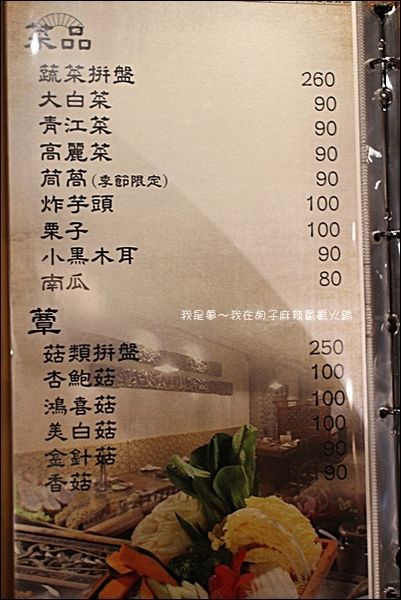 菜品
蔬菜拼盤 260
大白菜 90
青江菜 90
高麗菜 90
茼蒿(季節限定) 90
炸芋頭 100
栗子 100
小黑木耳 90
南瓜 80
蕈
菇類拼盤 250
杏鮑菇 100
鴻喜菇 100
美白菇 100
金針菇 90
香菇 90
我是華～我在胡子麻辣鴛鴦火鍋